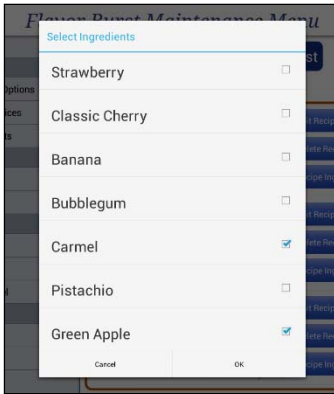 Flavor Burst Maintenance Menu
Select Ingredients
Strawberry
Classic Cherry
Banana
Bubblegum
Carmel
Pistachio
Green Apple
Cancel OK